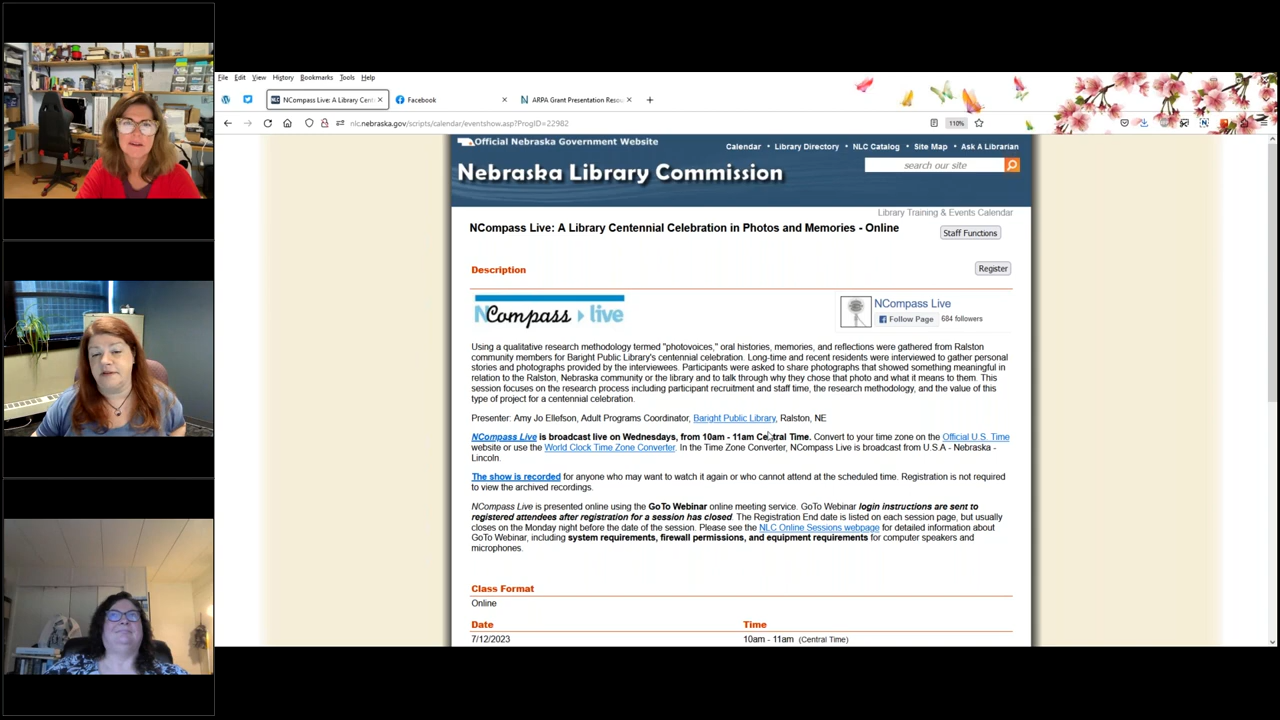 File Edit View History Bookmarks Tools Help
NCompass Live: A Library Cent
Facebook
ARPA Grant Presentation Reso
nlc.nebraska.gov/scripts/calendar/eventshow.asp?ProgID=22982
110%
Official Nebraska Government Website
Calendar • Library Directory • NLC Catalog • Site Map • Ask A Librarian
Nebraska Library Commission
search our site
Library Training & Events Calendar
NCompass Live: A Library Centennial Celebration in Photos and Memories - Online
Staff Functions
Description
Register
NCompass live
NCompass Live
Follow Page 684 followers
Using a qualitative research methodology termed "photovoices," oral histories, memories, and reflections were gathered from Ralston
community members for Baright Public Library's centennial celebration. Long-time and recent residents were interviewed to gather personal
stories and photographs provided by the interviewees. Participants were asked to share photographs that showed something meaningful in
relation to the Ralston, Nebraska community or the library and to talk through why they chose that photo and what it means to them. This
session focuses on the research process including participant recruitment and staff time, the research methodology, and the value of this
type of project for a centennial celebration.
Presenter: Amy Jo Ellefson, Adult Programs Coordinator, Baright Public Library, Ralston, NE
NCompass Live is broadcast live on Wednesdays, from 10am - 11am Central Time. Convert to your time zone on the Official U.S. Time
website or use the World Clock Time Zone Converter. In the Time Zone Converter, NCompass Live is broadcast from U.S.A - Nebraska -
Lincoln.
The show is recorded for anyone who may want to watch it again or who cannot attend at the scheduled time. Registration is not required
to view the archived recordings.
NCompass Live is presented online using the GoTo Webinar online meeting service. GoTo Webinar login instructions are sent to
registered attendees after registration for a session has closed. The Registration End date is listed on each session page, but usually
closes on the Monday night before the date of the session. Please see the NLC Online Sessions webpage for detailed information about
GoTo Webinar, including system requirements, firewall permissions, and equipment requirements for computer speakers and
microphones.
Class Format
Online
Date Time
7/12/2023 10am - 11am (Central Time)